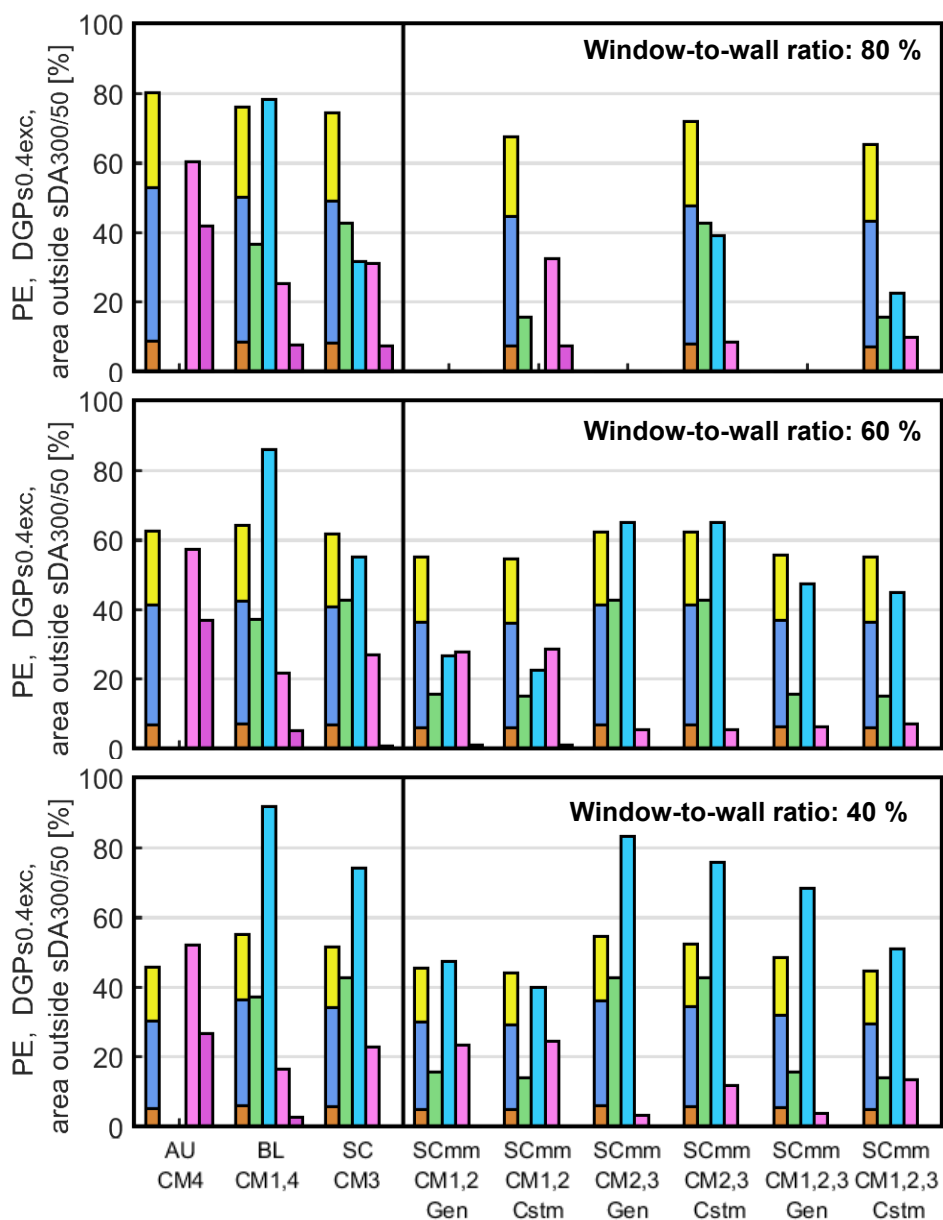 PE, DGPs0.4exc,
area outside sDA300/50 [%]
100
80
60
40
20
0
Window-to-wall ratio: 80 %
PE, DGPs0.4exc,
area outside sDA300/50 [%]
100
80
60
40
20
0
Window-to-wall ratio: 60 %
PE, DGPs0.4exc,
area outside sDA300/50 [%]
100
80
60
40
20
0
Window-to-wall ratio: 40 %
AU BL SC SCmm SCmm SCmm SCmm SCmm SCmm
CM4 CM1,4 CM3 CM1,2 CM1,2 CM2,3 CM2,3 CM1,2,3 CM1,2,3
Gen Cstm Gen Cstm Gen Cstm